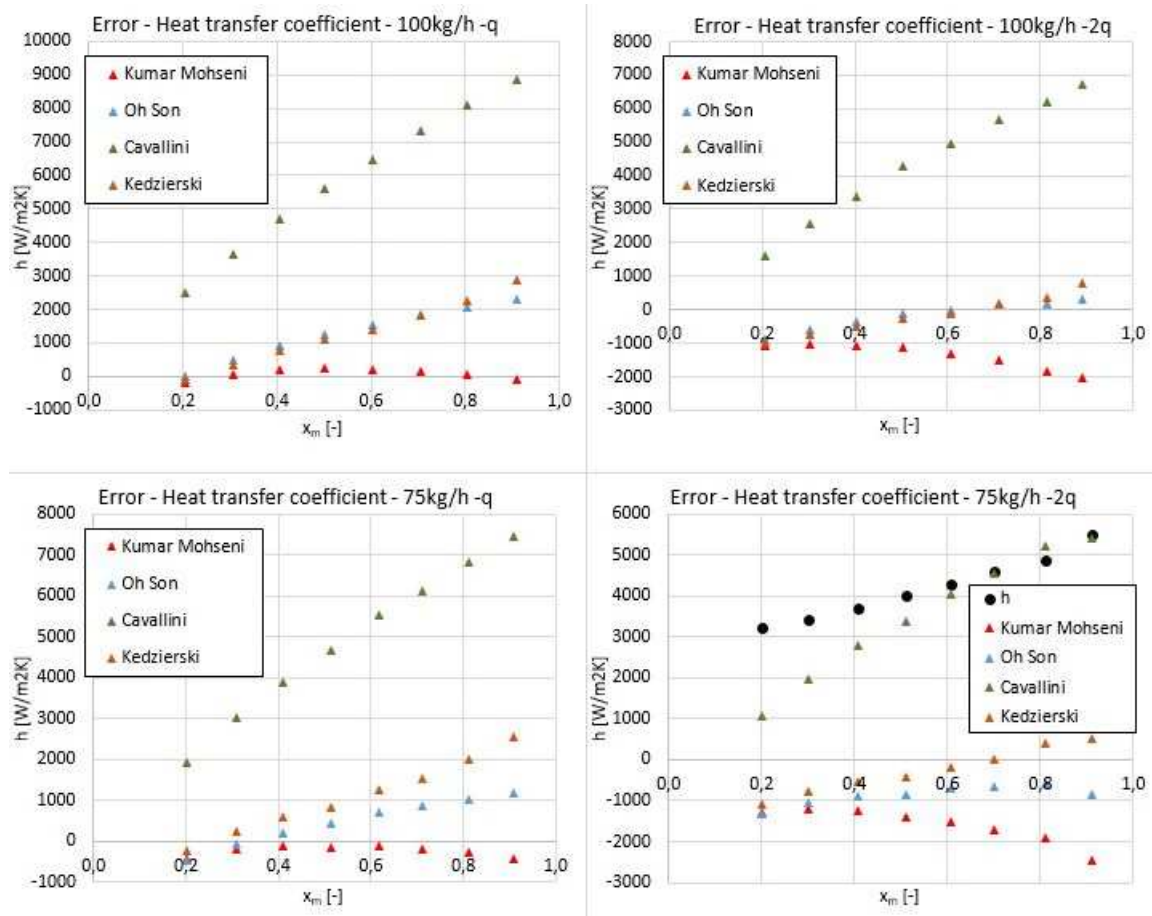 Error - Heat transfer coefficient - 100kg/h -q
10000
9000
8000
7000
6000
5000
4000
3000
2000
1000
0
-1000
h [W/m2K]
Kumar Mohseni
Oh Son
Cavallini
Kedzierski
0,0
0,2
0,4
0,6
0,8
1,0
xm [-]
Error - Heat transfer coefficient - 100kg/h -2q
8000
7000
6000
5000
4000
3000
2000
1000
0
-1000
-2000
-3000
h [W/m2K]
Kumar Mohseni
Oh Son
Cavallini
Kedzierski
0,0
0,2
0,4
0,6
0,8
1,0
xm [-]
Error - Heat transfer coefficient - 75kg/h -q
8000
7000
6000
5000
4000
3000
2000
1000
0
-1000
h [W/m2K]
Kumar Mohseni
Oh Son
Cavallini
Kedzierski
0,0
0,2
0,4
0,6
0,8
1,0
xm [-]
Error - Heat transfer coefficient - 75kg/h -2q
6000
5000
4000
3000
2000
1000
0
-1000
-2000
-3000
h [W/m2K]
h
Kumar Mohseni
Oh Son
Cavallini
Kedzierski
0,0
0,2
0,4
0,6
0,8
1,0
xm [-]